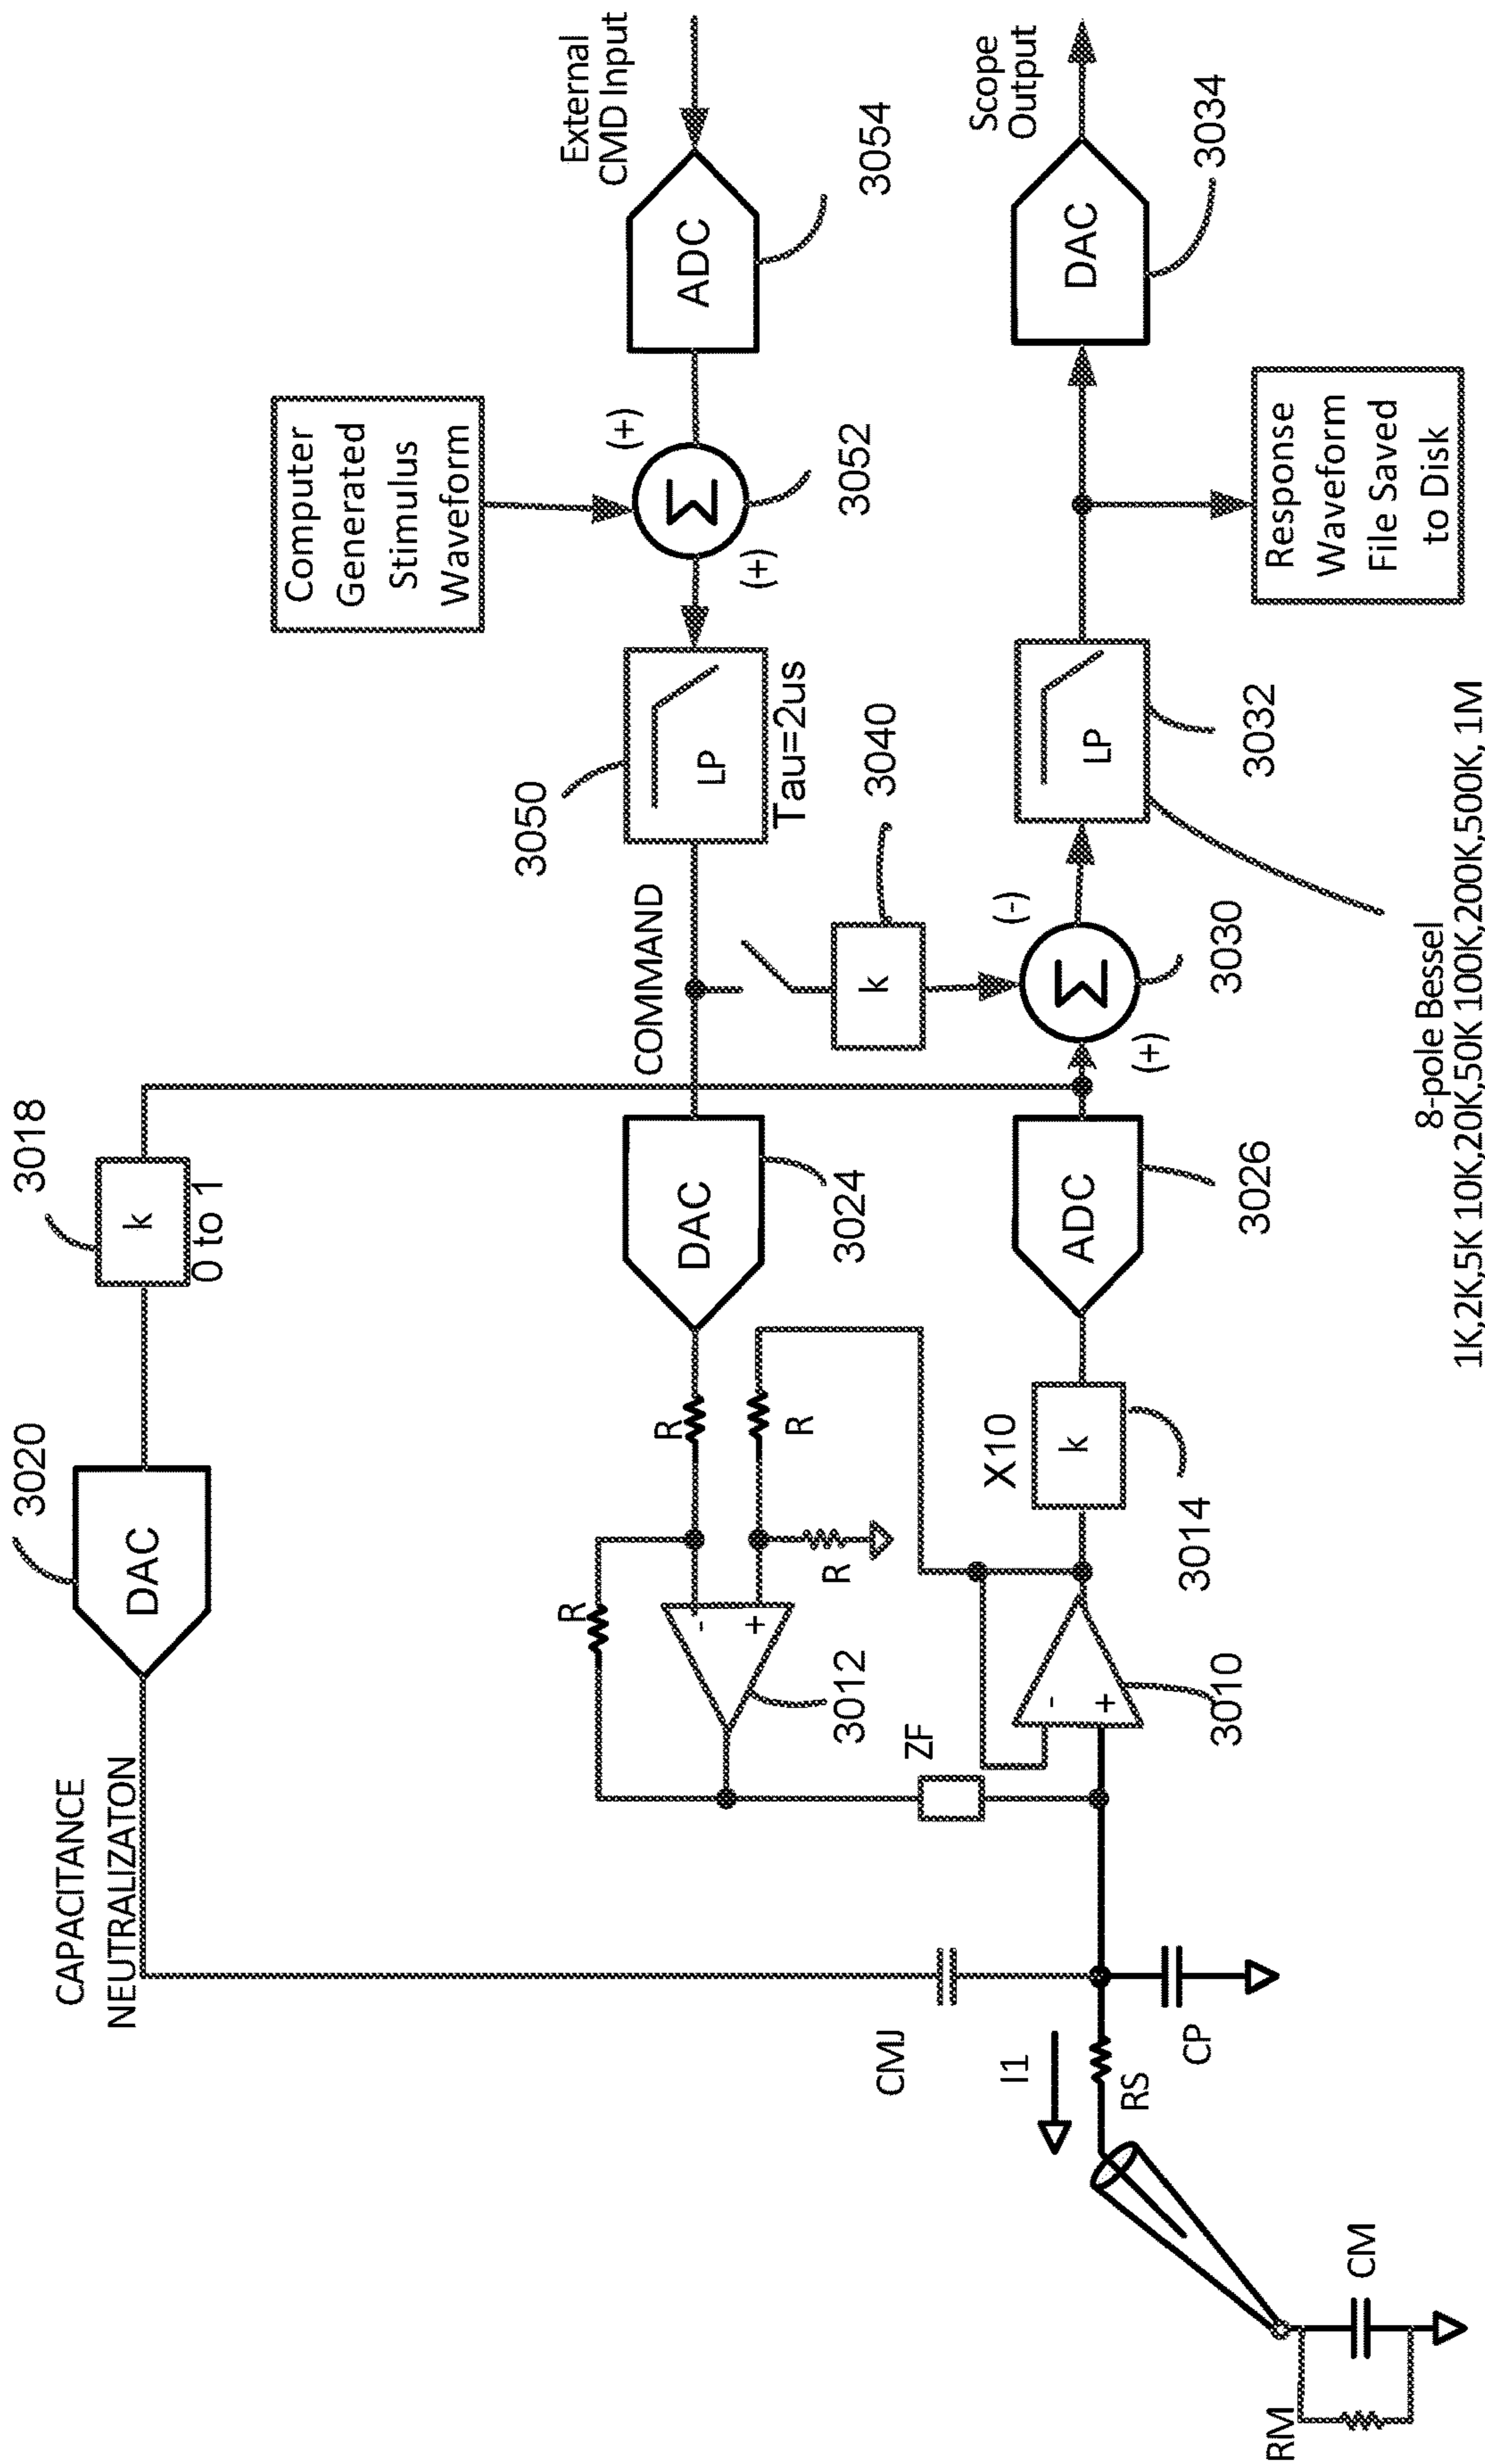 CAPACITANCE
NEUTRALIZATON
3020
DAC
3018
k
0 to 1
Computer
Generated
Stimulus
Waveform
External
CMD Input
ADC
3054
(+)
Σ
(+)
3052
3050
LP
Tau=2us
COMMAND
DAC
3024
R
R
R
R
-
+
3012
ZF
3040
k
CMJ
I1
RS
CP
RM
CM
-
+
3010
X10
k
3014
ADC
3026
(+)
Σ
(-)
3030
LP
3032
8-pole Bessel
1K,2K,5K 10K,20K,50K 100K,200K,500K, 1M
Response
Waveform
File Saved
to Disk
DAC
3034
Scope
Output